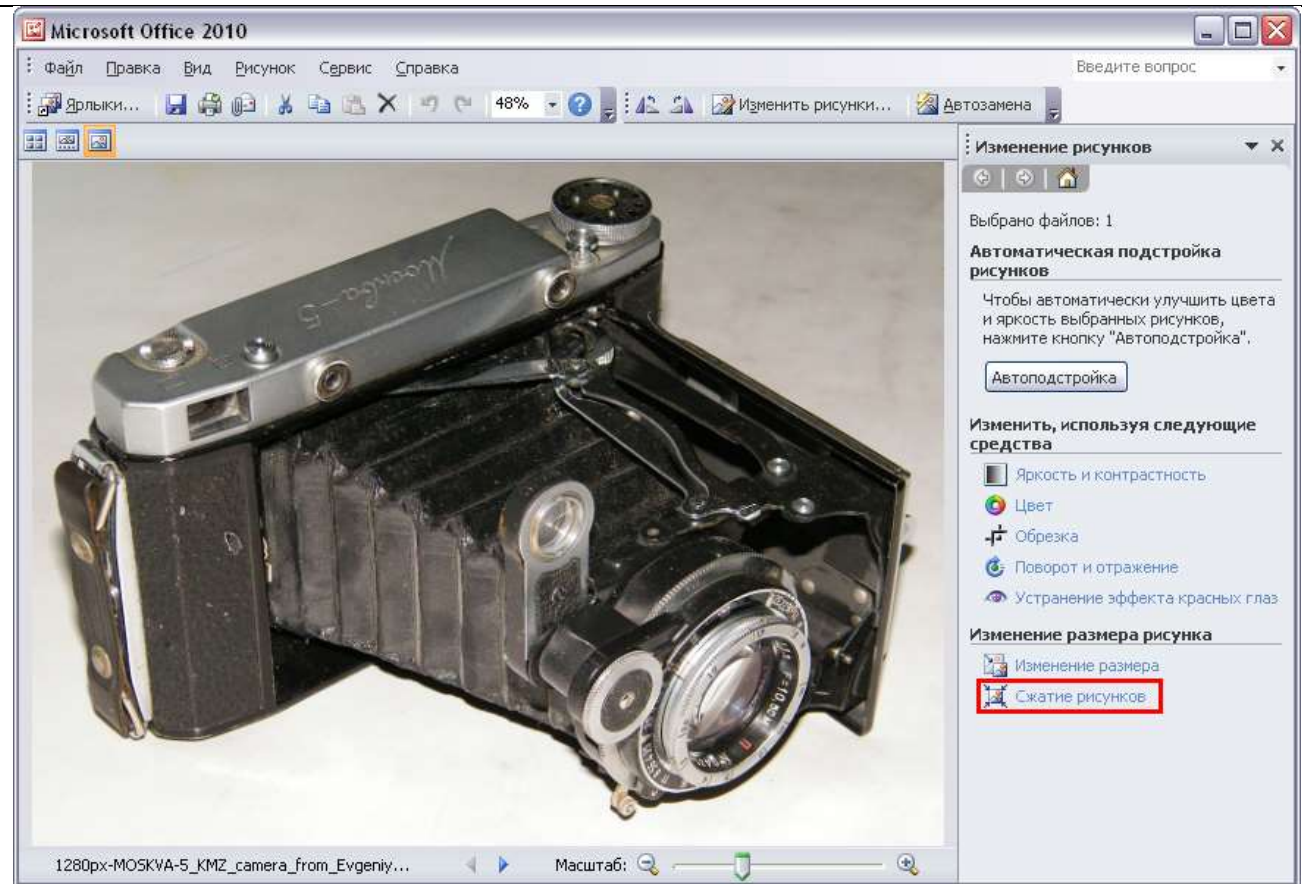 Microsoft Office 2010
Файл Правка Вид Рисунок Сервис Справка
Введите вопрос
Ярлыки... 48% Изменить рисунки... Автозамена
Изменение рисунков
Выбрано файлов: 1
Автоматическая подстройка
рисунков
Чтобы автоматически улучшить цвета
и яркость выбранных рисунков,
нажмите кнопку "Автоподстройка".
Автоподстройка
Изменить, используя следующие
средства
Яркость и контрастность
Цвет
Обрезка
Поворот и отражение
Устранение эффекта красных глаз
Изменение размера рисунка
Изменение размера
Сжатие рисунков
Москва-5
1280px-MOSKVA-5_KMZ_camera_from_Evgeniy...
Масштаб: